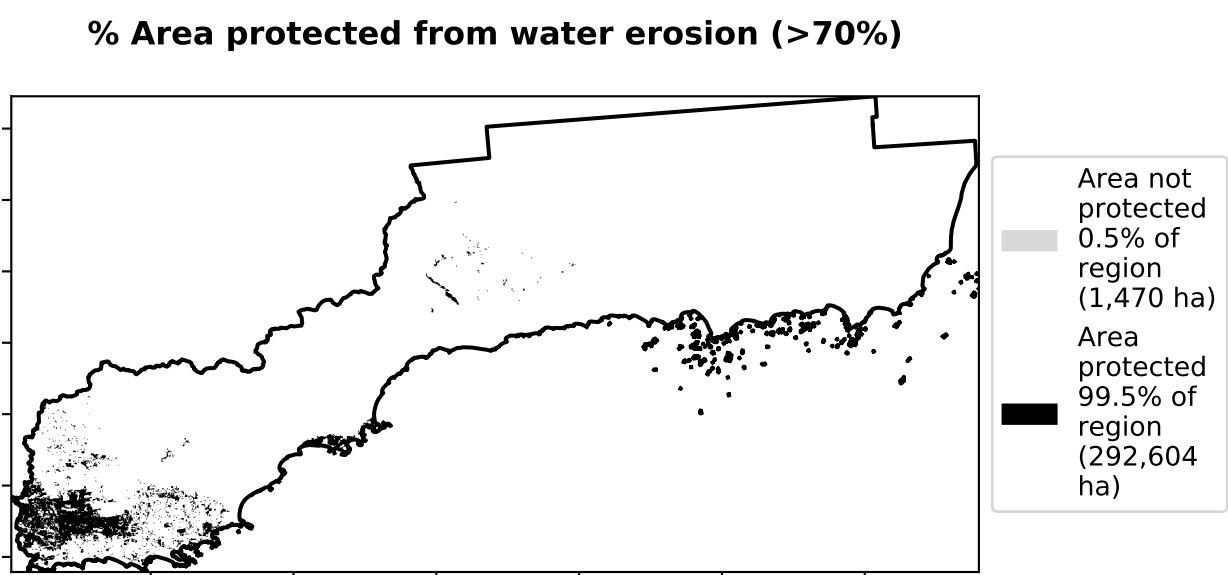 % Area protected from water erosion (>70%)
Area not
protected
0.5% of
region
(1,470 ha)
Area
protected
99.5% of
region
(292,604
ha)